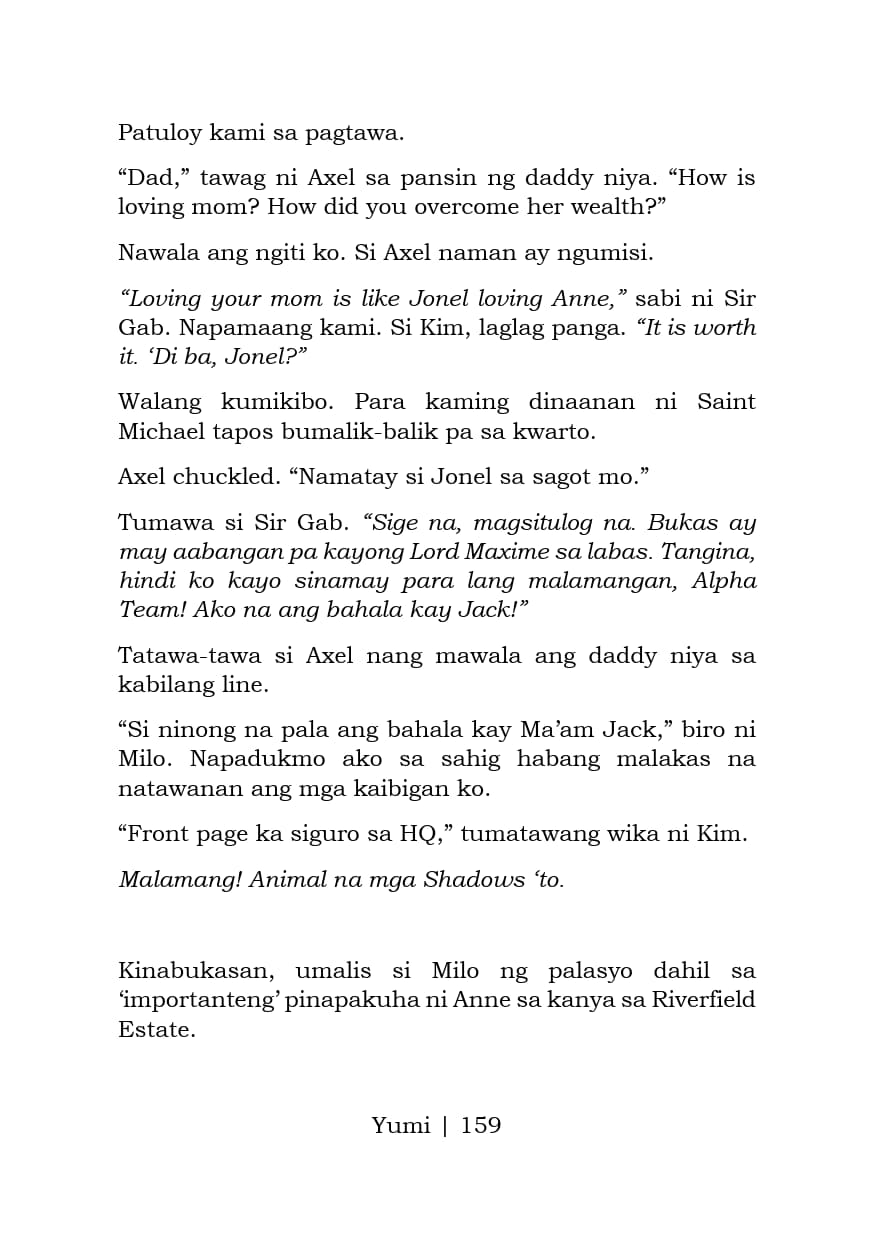 Patuloy kami sa pagtawa.
“Dad,” tawag ni Axel sa pansin ng daddy niya. “How is
loving mom? How did you overcome her wealth?”
Nawala ang ngiti ko. Si Axel naman ay ngumisi.
“Loving your mom is like Jonel loving Anne,” sabi ni Sir
Gab. Napamaang kami. Si Kim, laglag panga. “It is worth
it. ‘Di ba, Jonel?”
Walang kumikibo. Para kaming dinaanan ni Saint
Michael tapos bumalik-balik pa sa kwarto.
Axel chuckled. “Namatay si Jonel sa sagot mo.”
Tumawa si Sir Gab. “Sige na, magsitulog na. Bukas ay
may aabangan pa kayong Lord Maxime sa labas. Tangina,
hindi ko kayo sinamay para lang malamangan, Alpha
Team! Ako na ang bahala kay Jack!”
Tatawa-tawa si Axel nang mawala ang daddy niya sa
kabilang line.
“Si ninong na pala ang bahala kay Ma’am Jack,” biro ni
Milo. Napadukmo ako sa sahig habang malakas na
natawanan ang mga kaibigan ko.
“Front page ka siguro sa HQ,” tumatawang wika ni Kim.
Malamang! Animal na mga Shadows ‘to.
Kinabukasan, umalis si Milo ng palasyo dahil sa
‘importanteng’ pinapakuha ni Anne sa kanya sa Riverfield
Estate.
Yumi | 159